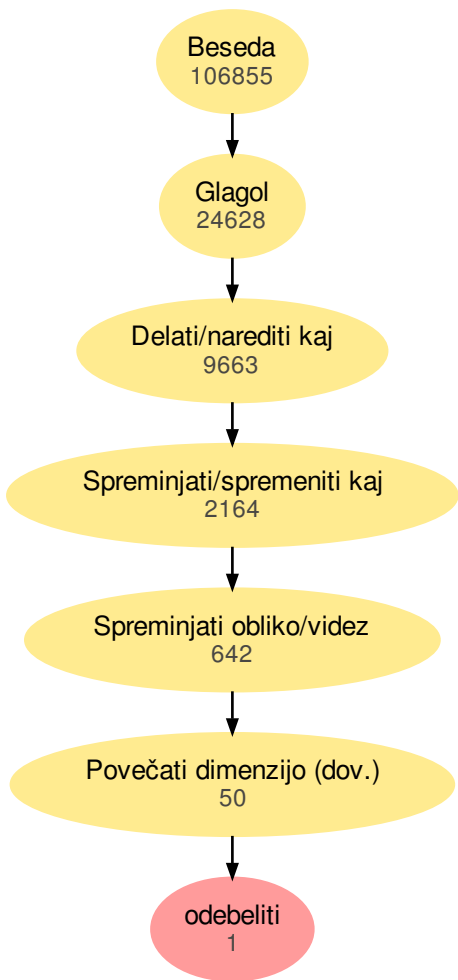 Beseda
106855
Glagol
24628
Delati/narediti kaj
9663
Spreminjati/spremeniti kaj
2164
Spreminjati obliko/videz
642
Povečati dimenzijo (dov.)
50
odebeliti
1